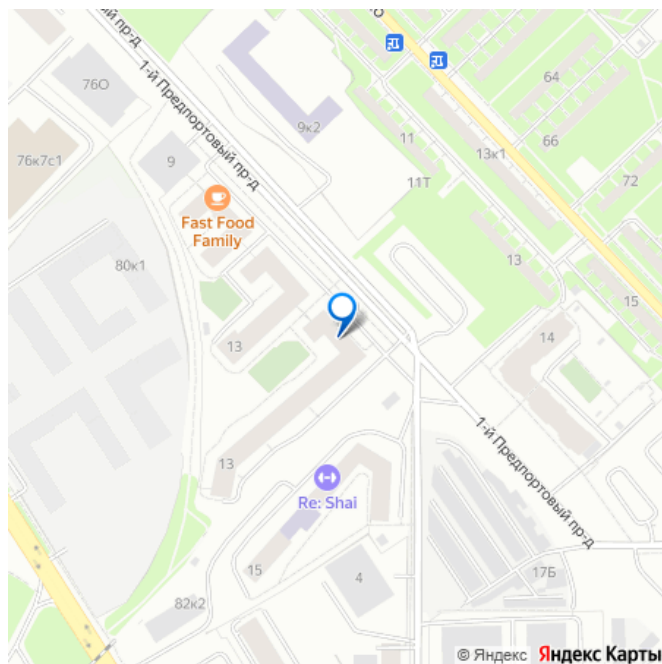 1-й Предпортовый пр-д
76О
9к2
64
66
11
13к1
72
76к7с1
9
11Т
Fast Food
Family
80к1
13
15
13
14
13
1-й Предпортовый пр-д
Re: Shai
15
4
17Б
82к2
© Яндекс Яндекс Карты